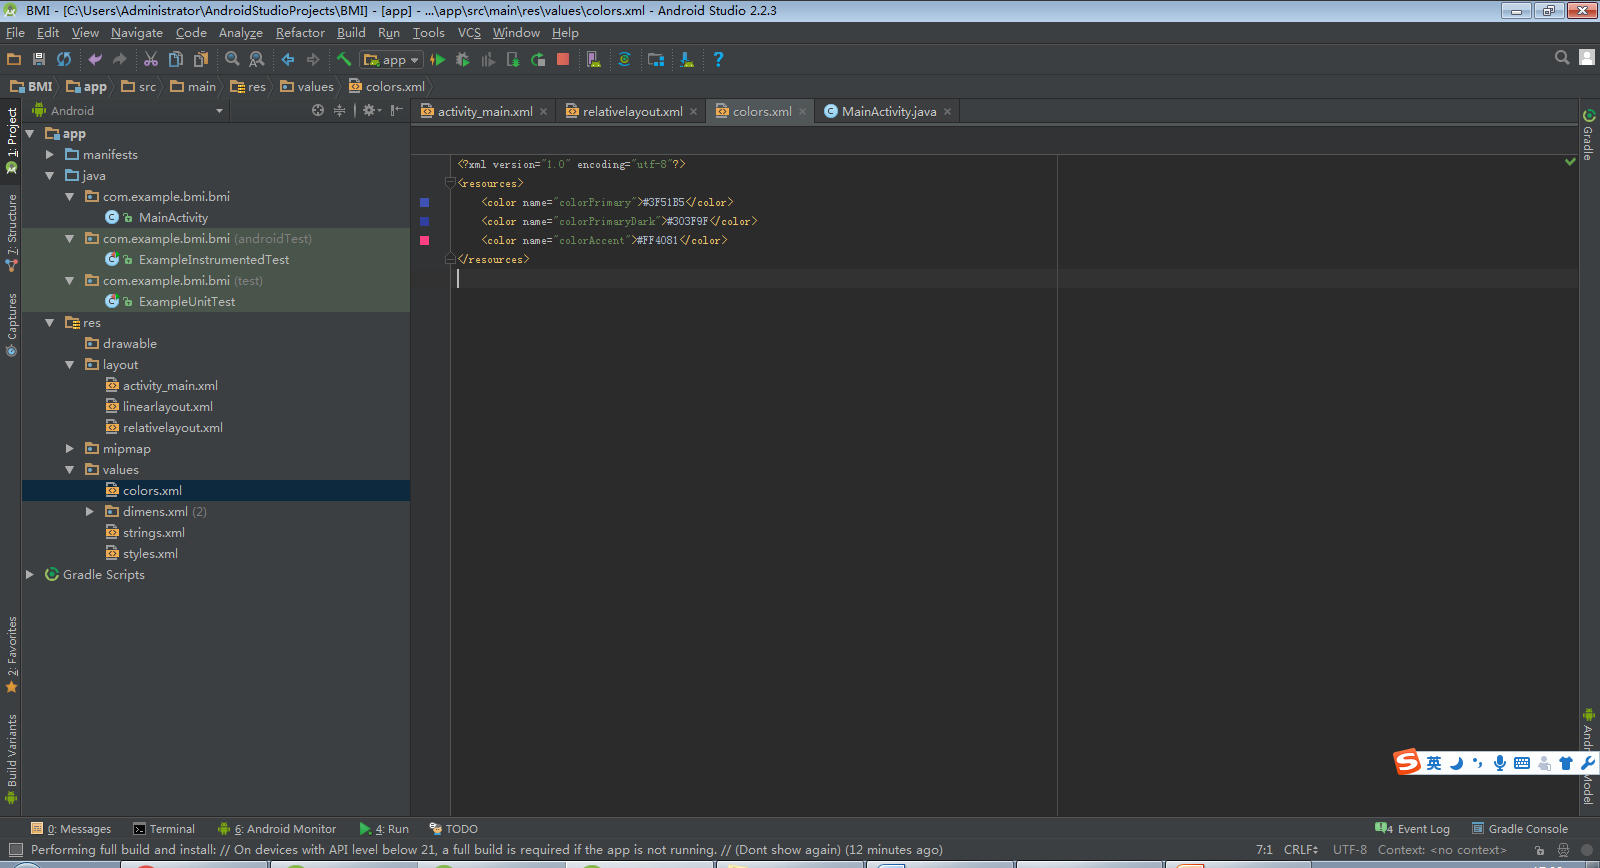 BMI - [C:\Users\Administrator\AndroidStudioProjects\BMI] - [app] - ...\app\src\main\res\values\colors.xml - Android Studio 2.2.3
File Edit View Navigate Code Analyze Refactor Build Run Tools VCS Window Help
app
BMI app src main res values colors.xml
Android
activity_main.xml relativelayout.xml colors.xml MainActivity.java
1: Project
7: Structure
Captures
2: Favorites
Build Variants
app
manifests
java
com.example.bmi.bmi
MainActivity
com.example.bmi.bmi (androidTest)
ExampleInstrumentedTest
com.example.bmi.bmi (test)
ExampleUnitTest
res
drawable
layout
activity_main.xml
linearlayout.xml
relativelayout.xml
mipmap
values
colors.xml
dimens.xml (2)
strings.xml
styles.xml
Gradle Scripts
<?xml version="1.0" encoding="utf-8"?>
<resources>
<color name="colorPrimary">#3F51B5</color>
<color name="colorPrimaryDark">#303F9F</color>
<color name="colorAccent">#FF4081</color>
</resources>
Gradle
Model
英
0: Messages Terminal 6: Android Monitor 4: Run TODO 4 Event Log Gradle Console
Performing full build and install: // On devices with API level below 21, a full build is required if the app is not running. // (Dont show again) (12 minutes ago) 7:1 CRLF UTF-8 Context: <no context>